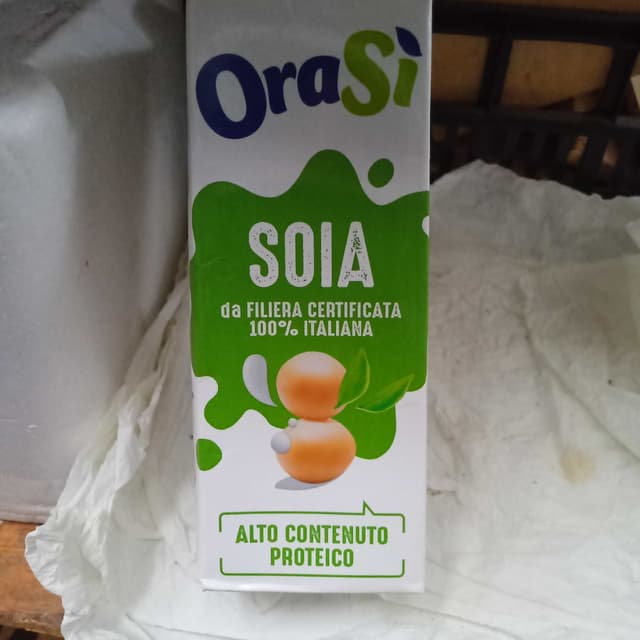 OraSì
SOIA
da FILIERA CERTIFICATA
100% ITALIANA
ALTO CONTENUTO
PROTEICO